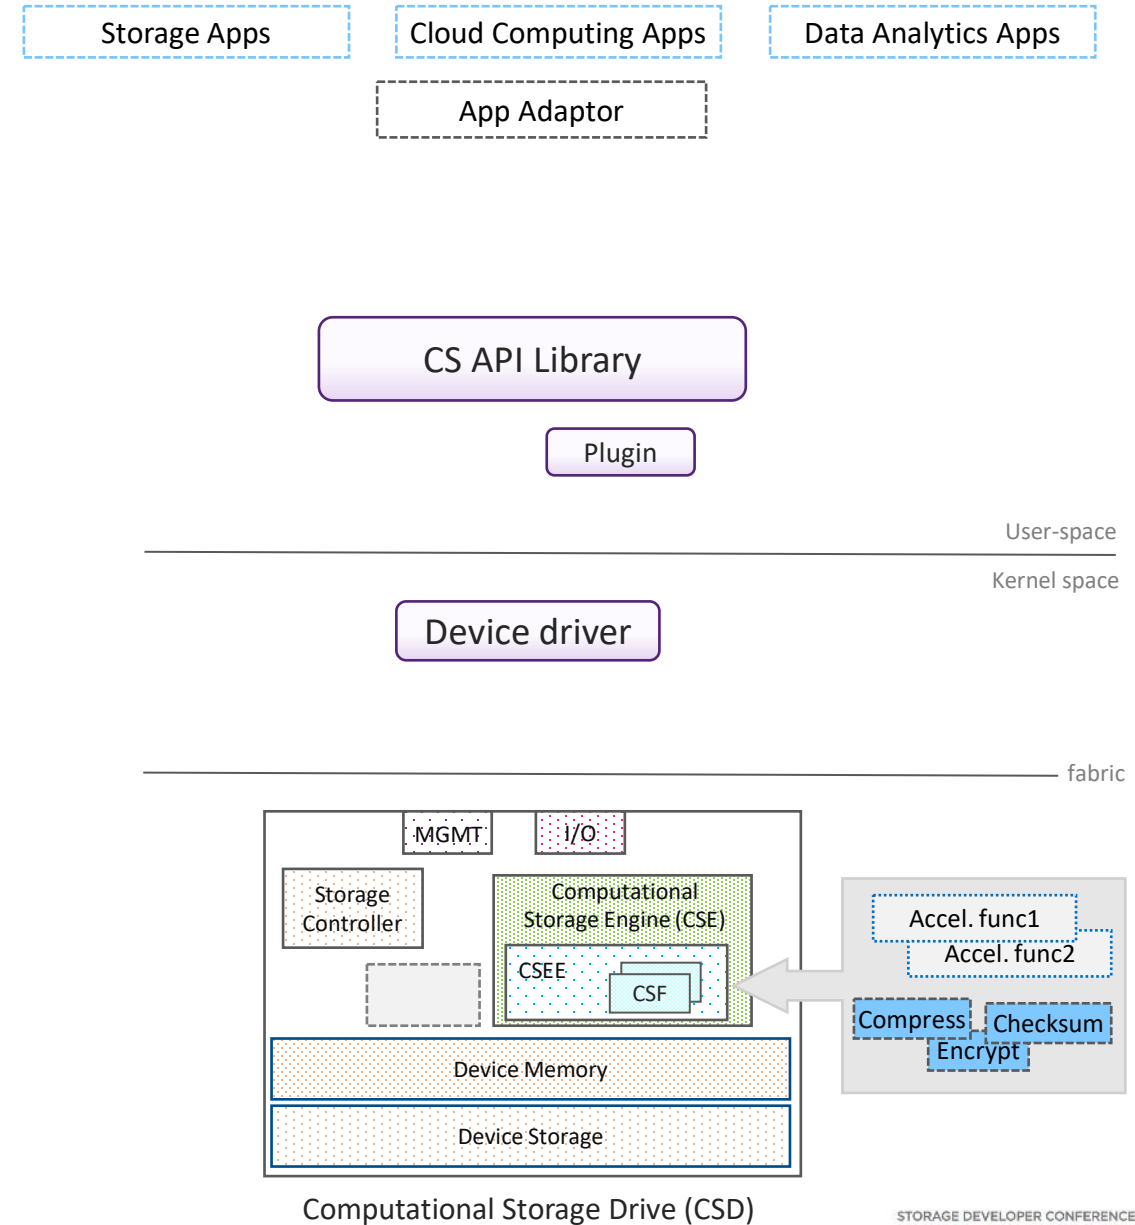 Storage Apps
Cloud Computing Apps
Data Analytics Apps
App Adaptor
CS API Library
Plugin
User-space
Kernel space
Device driver
fabric
MGMT
I/O
Storage
Controller
Computational
Storage Engine (CSE)
CSEE
CSF
Accel. func1
Accel. func2
Compress
Checksum
Encrypt
Device Memory
Device Storage
Computational Storage Drive (CSD)
STORAGE DEVELOPER CONFERENCE